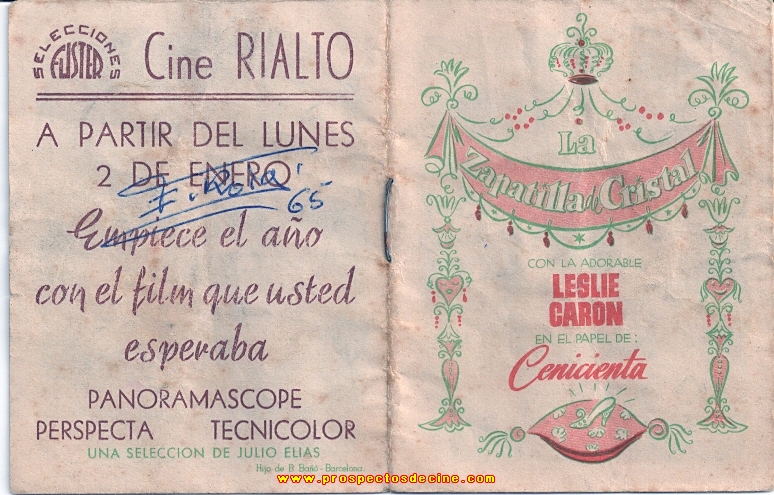 SELECCIONES
FUSTER
Cine RIALTO
A PARTIR DEL LUNES
2 DE ENERO
65
Empiece el año
con el film que usted
esperaba
PANORAMASCOPE
PERSPECTA TECNICOLOR
UNA SELECCION DE JULIO ELIAS
Hijo de B. Bañó - Barcelona
La
Zapatilla de Cristal
CON LA ADORABLE
LESLIE
CARON
EN EL PAPEL DE:
Cenicienta
www.prospectosdecine.com